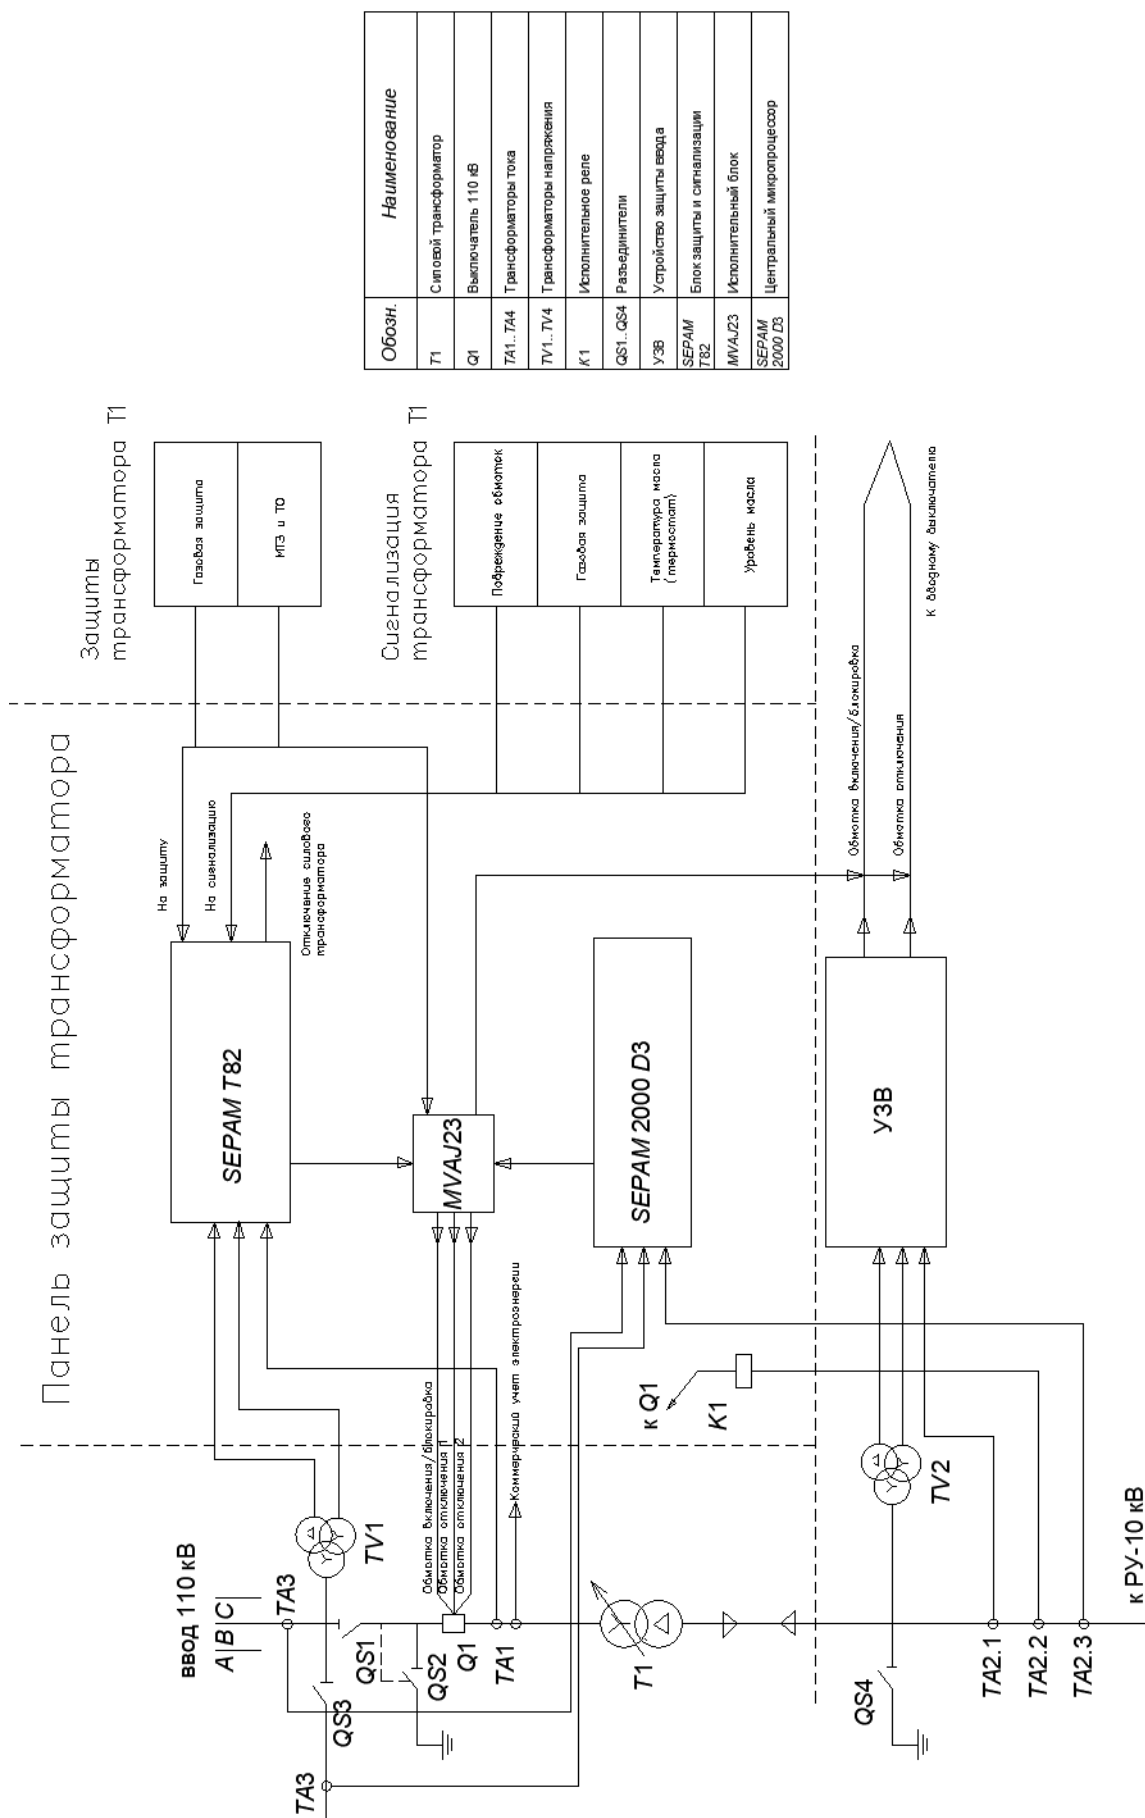 Панель защиты трансформатора
Защиты
трансформатора Т1
Газовая защита
МТЗ и ТО
Сигнализация
трансформатора Т1
Повреждение обмоток
Газовая защита
Температура масла
(термостат)
Уровень масла
На защиту
На сигнализацию
Отключение силового
трансформатора
SEPAM T82
MVAJ23
SEPAM 2000 D3
УЗВ
Обмотка включения/блокировка
Обмотка отключения
К вводному выключателю
ввод 110 кВ
A B C
TA3
TV1
TA3
QS3
QS1
QS2
Q1
TA1
Обмотка включения/блокировка
Обмотка отключения 1
Обмотка отключения 2
Коммерческий учет электроэнергии
к Q1
K1
T1
TV2
QS4
TA2.1
TA2.2
TA2.3
к РУ-10 кВ
Обозн. Наименование
T1 Силовой трансформатор
Q1 Выключатель 110 кВ
TA1..TA4 Трансформаторы тока
TV1..TV4 Трансформаторы напряжения
K1 Исполнительное реле
QS1..QS4 Разъединители
УЗВ Устройство защиты ввода
SEPAM
T82 Блок защиты и сигнализации
MVAJ23 Исполнительный блок
SEPAM
2000 D3 Центральный микропроцессор